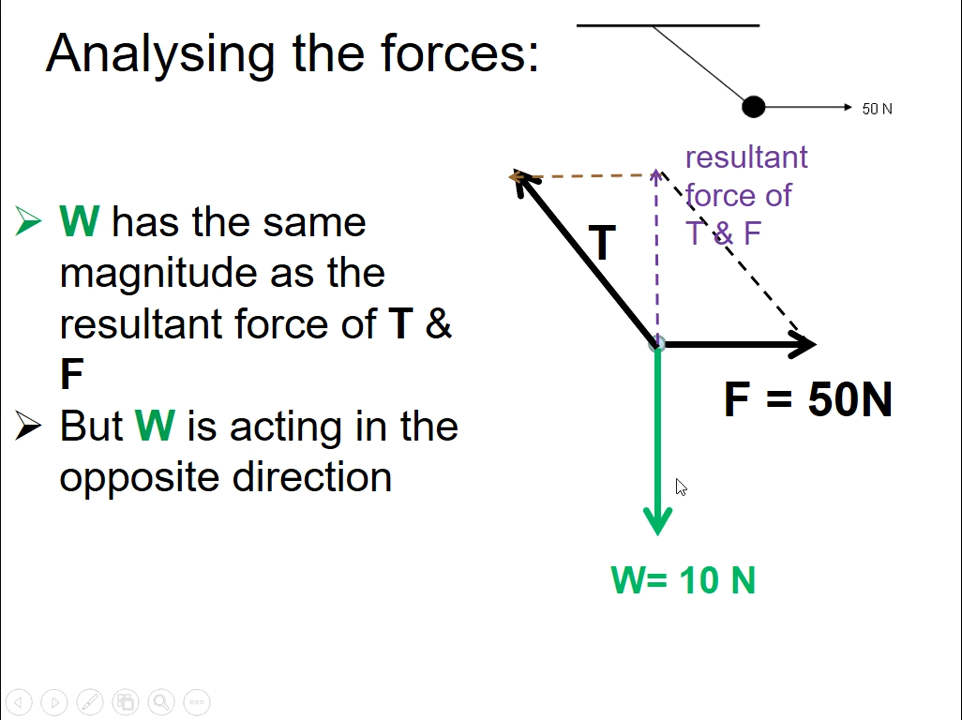 Analysing the forces:
50 N
resultant
force of
T & F
W has the same
magnitude as the
resultant force of T &
F
But W is acting in the
opposite direction
T
F = 50N
W= 10 N